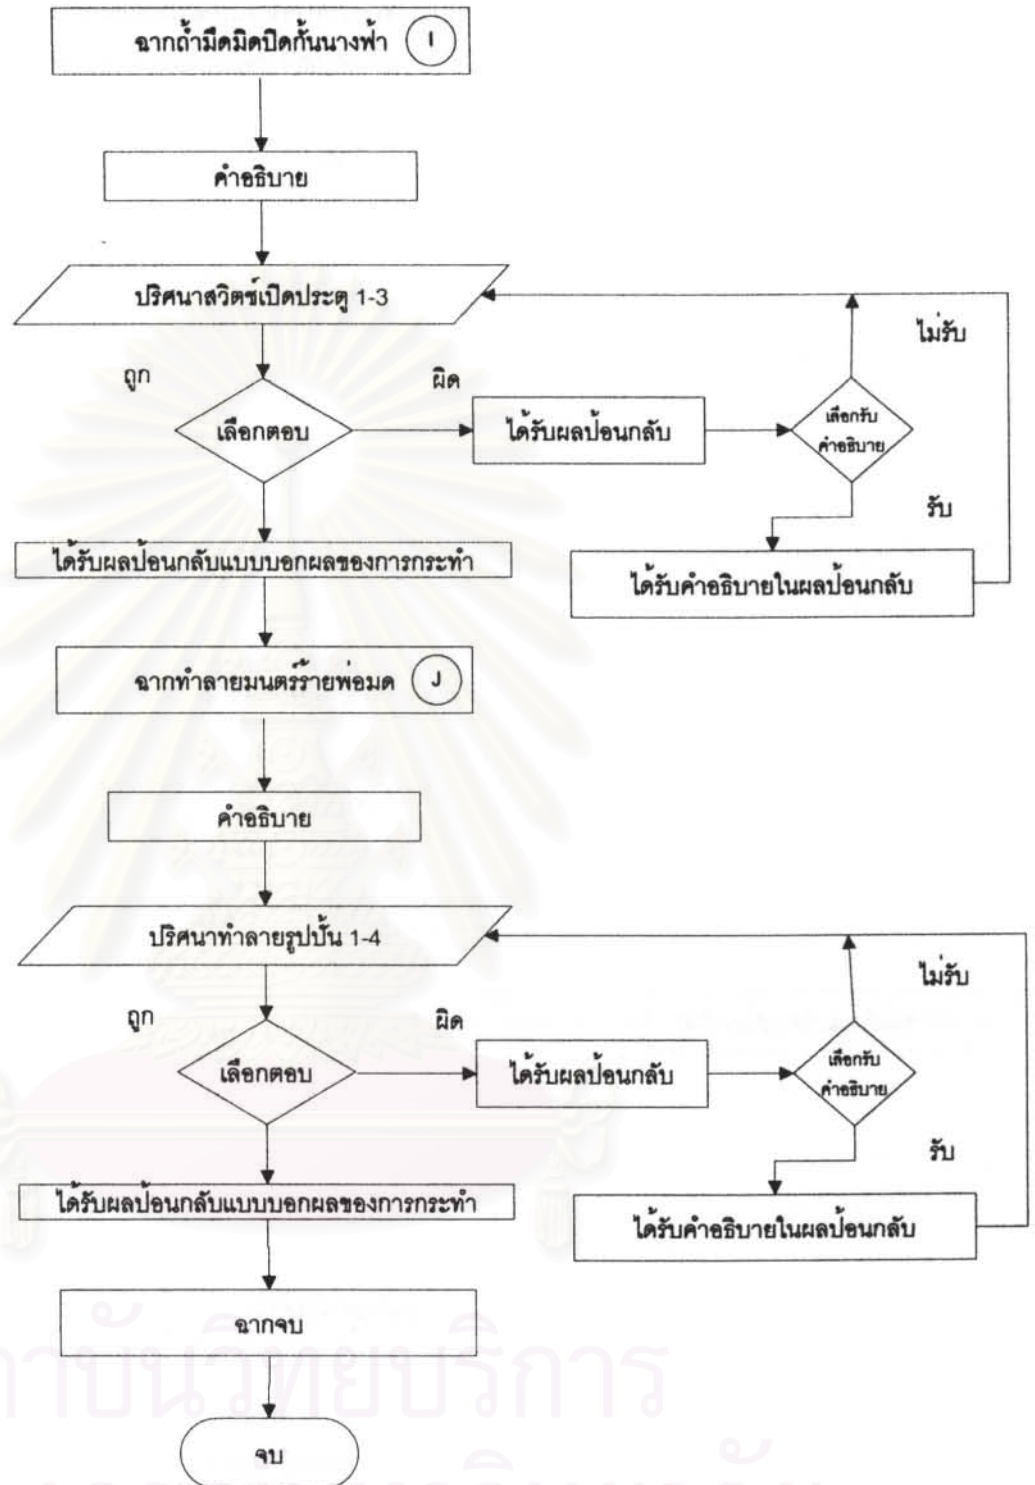 ฉากถ้ำมืดมิดปิดกั้นนางฟ้า I
คำอธิบาย
ปริศนาสวิตซ์เปิดประตู 1-3
ไม่รับ
ถูก
ผิด
เลือกตอบ
ได้รับผลป้อนกลับ
เลือกรับ
คำอธิบาย
รับ
ได้รับผลป้อนกลับแบบบอกผลของการกระทำ
ได้รับคำอธิบายในผลป้อนกลับ
ฉากทำลายมนตร์ร้ายพ่อมด J
คำอธิบาย
ปริศนาทำลายรูปปั้น 1-4
ไม่รับ
ถูก
ผิด
เลือกตอบ
ได้รับผลป้อนกลับ
เลือกรับ
คำอธิบาย
รับ
ได้รับผลป้อนกลับแบบบอกผลของการกระทำ
ได้รับคำอธิบายในผลป้อนกลับ
ฉากจบ
จบ